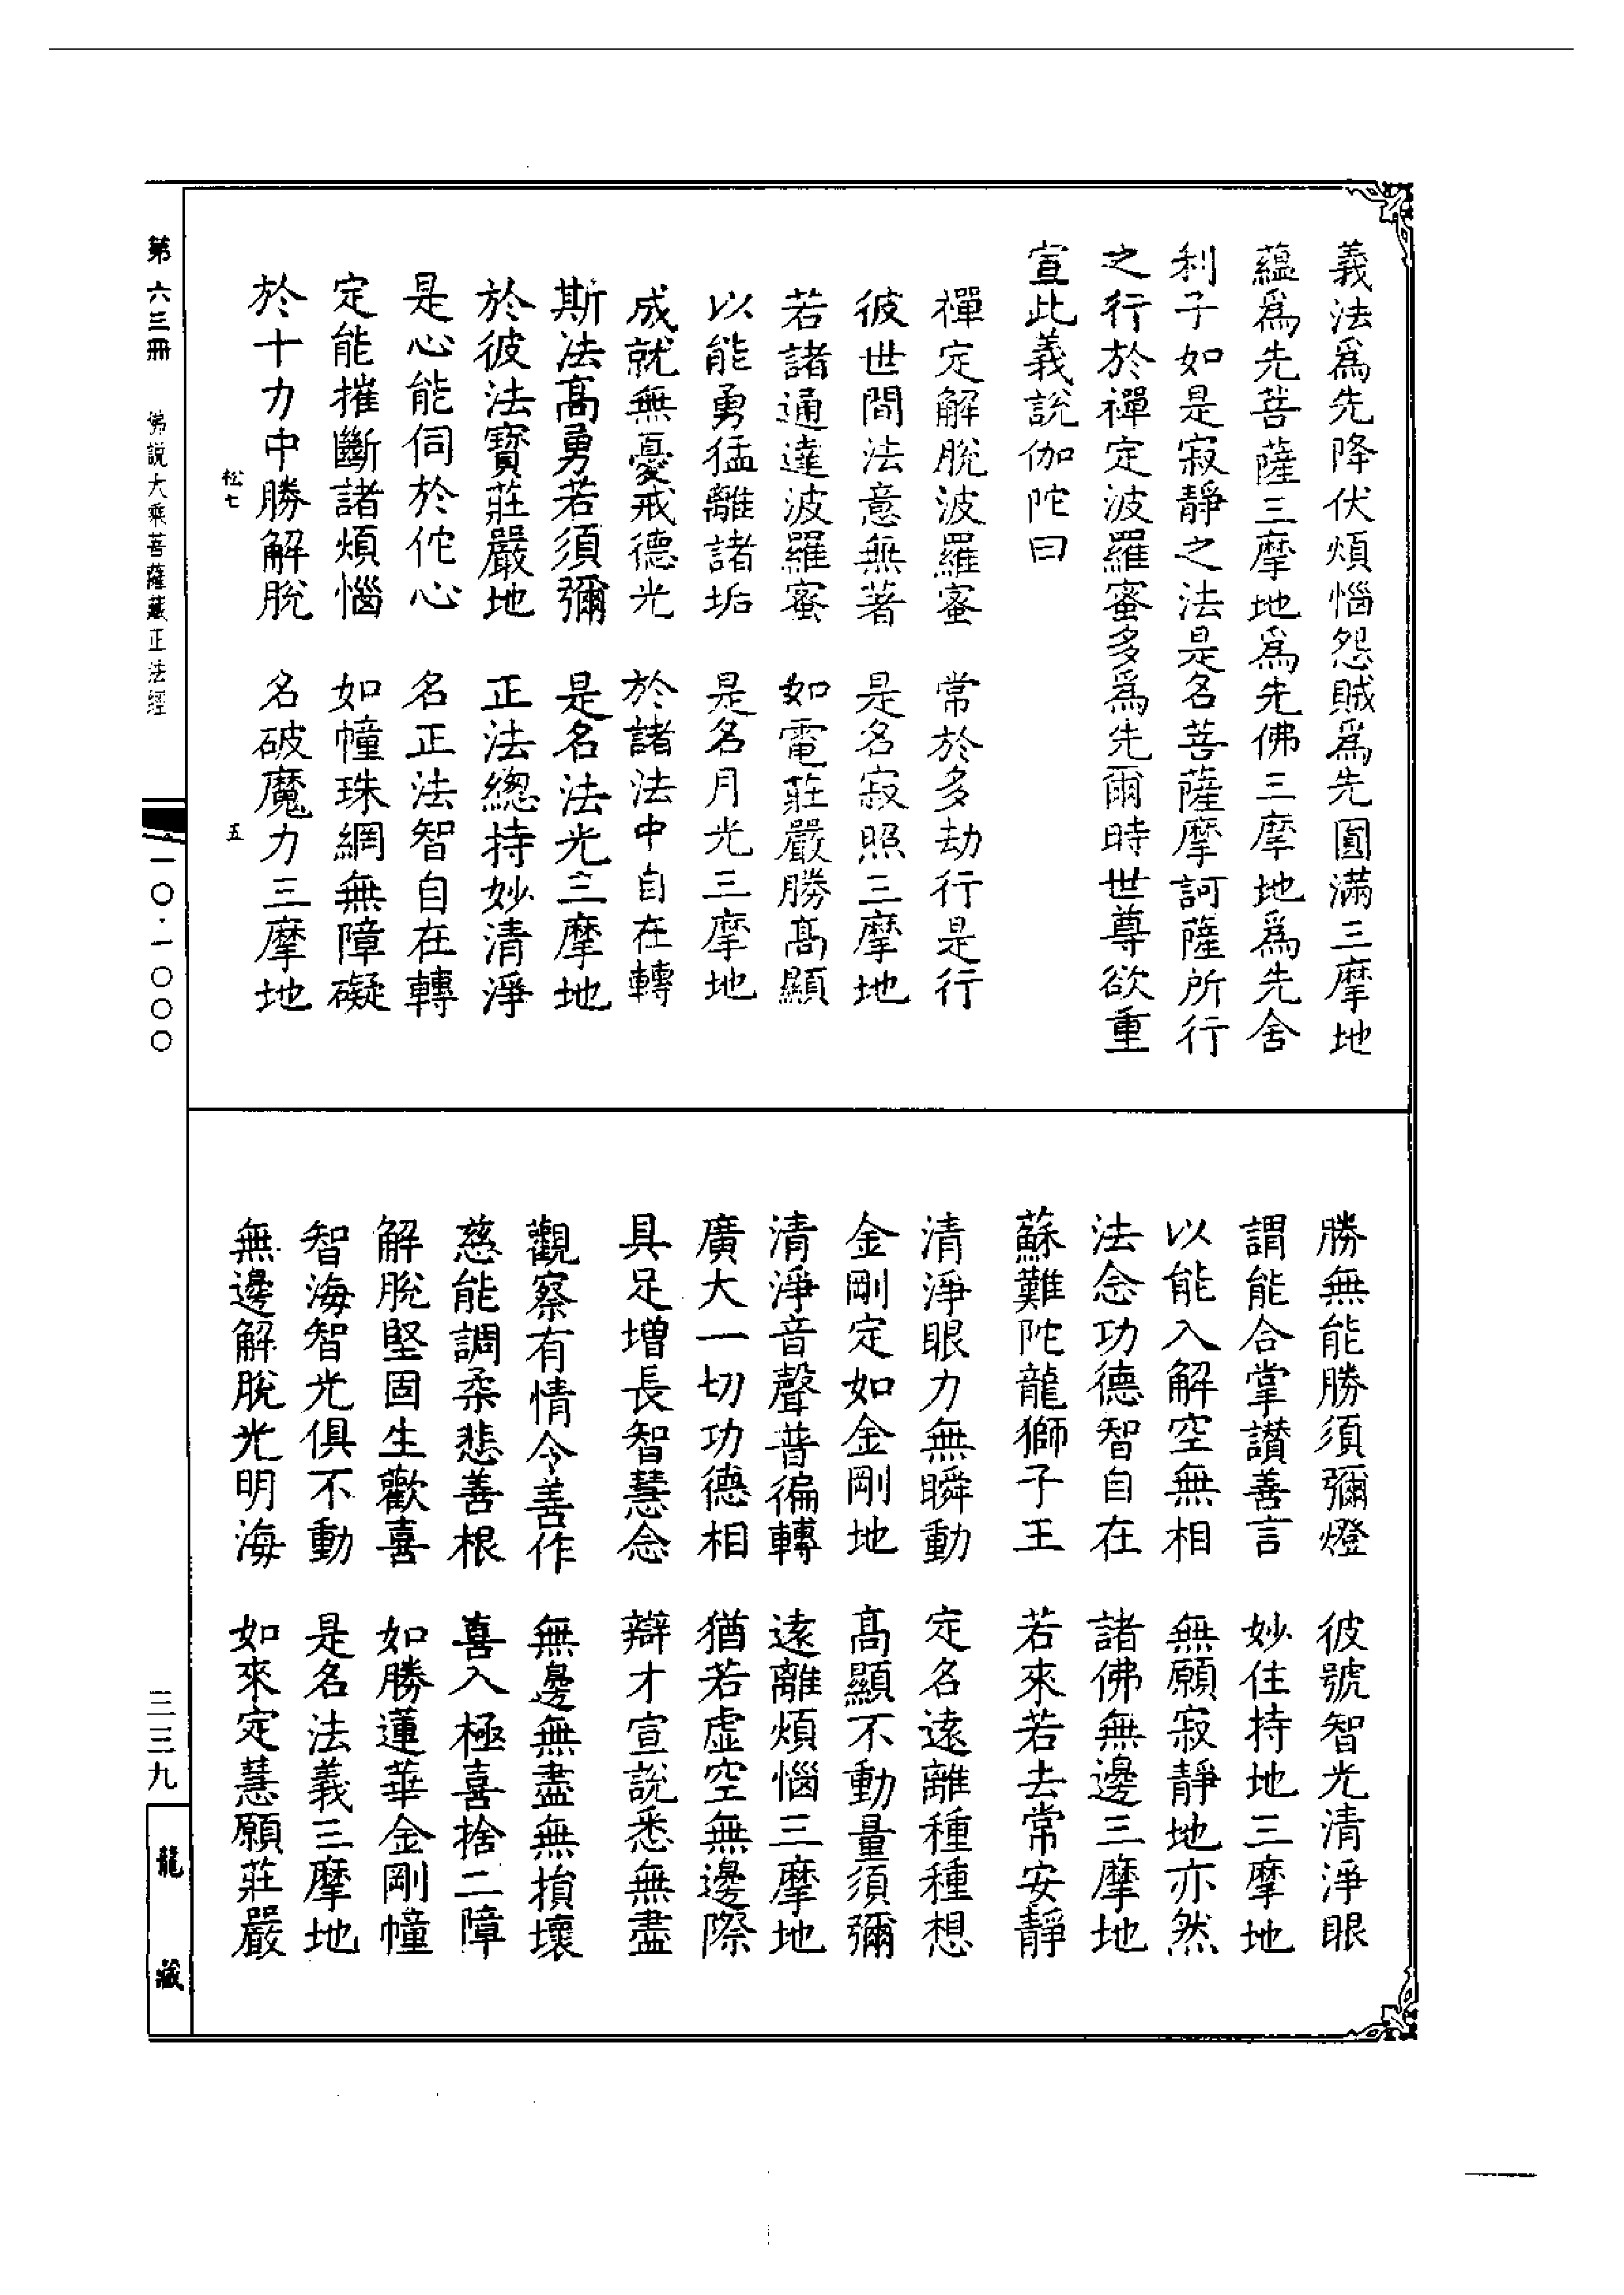 義法爲先降伏煩惱怨賊爲先圓滿三摩地
蘊爲先菩薩三摩地爲先佛三摩地爲先舍
利子如是寂靜之法是名菩薩摩訶薩所行
之行於禪定波羅蜜多爲先爾時世尊欲重
宣此義說伽陀曰
禪定解脫波羅蜜　常於多劫行是行
彼世間法意無著　是名寂照三摩地
若諸通達波羅蜜　如電莊嚴勝高顯
以能勇猛離諸垢　是名月光三摩地
成就無憂戒德光　於諸法中自在轉
斯法高勇若須彌　是名法光三摩地
於彼法寶莊嚴地　正法總持妙清淨
是心能伺於佗心　名正法智自在轉
定能摧斷諸煩惱　如幢珠網無障礙
於十力中勝解脫　名破魔力三摩地
松七　五
勝無能勝須彌燈　彼號智光清淨眼
謂能合掌讃善言　妙住持地三摩地
以能入解空無相　無願寂靜地亦然
法念功德智自在　諸佛無邊三摩地
蘇難陀龍獅子王　若來若去常安靜
清淨眼力無瞬動　定名遠離種種想
金剛定如金剛地　高顯不動量須彌
清淨音聲普徧轉　遠離煩惱三摩地
廣大一切功德相　猶若虛空無邊際
具足增長智慧念　辯才宣說悉無盡
觀察有情令善作　無邊無盡無損壞
慈能調柔悲善根　喜入極喜捨二障
解脫堅固生歡喜　如勝蓮華金剛幢
智海智光俱不動　是名法義三摩地
無邊解脫光明海　如來定慧願莊嚴
第六三冊　佛說大乘菩薩藏正法經　一〇·一〇〇〇　三三九　龍藏